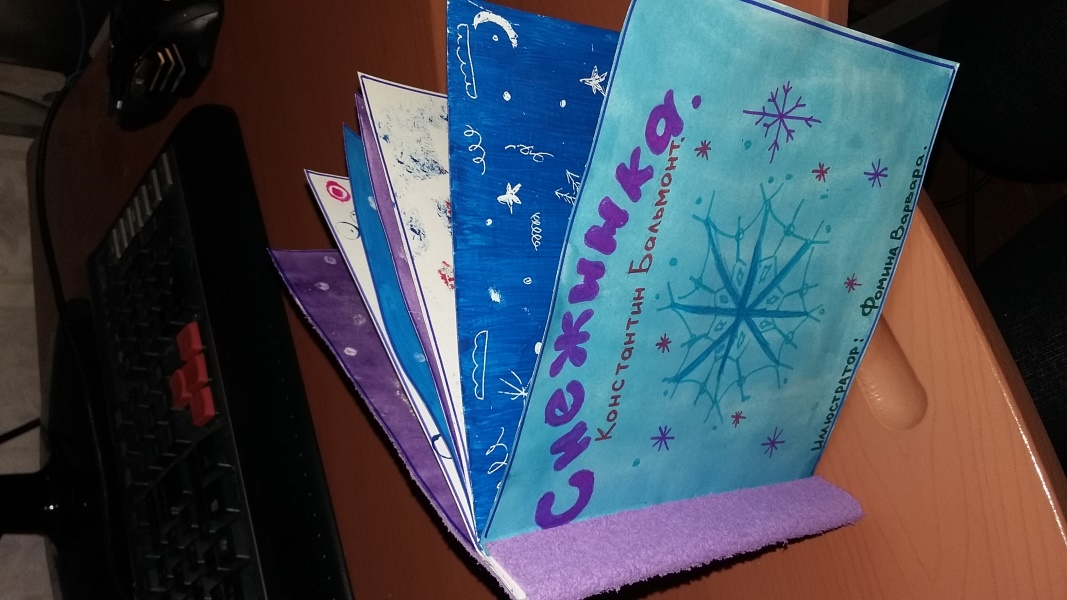 Снежинка.
Константин Бальмонт.
Иллюстратор: Фомина Варвара.